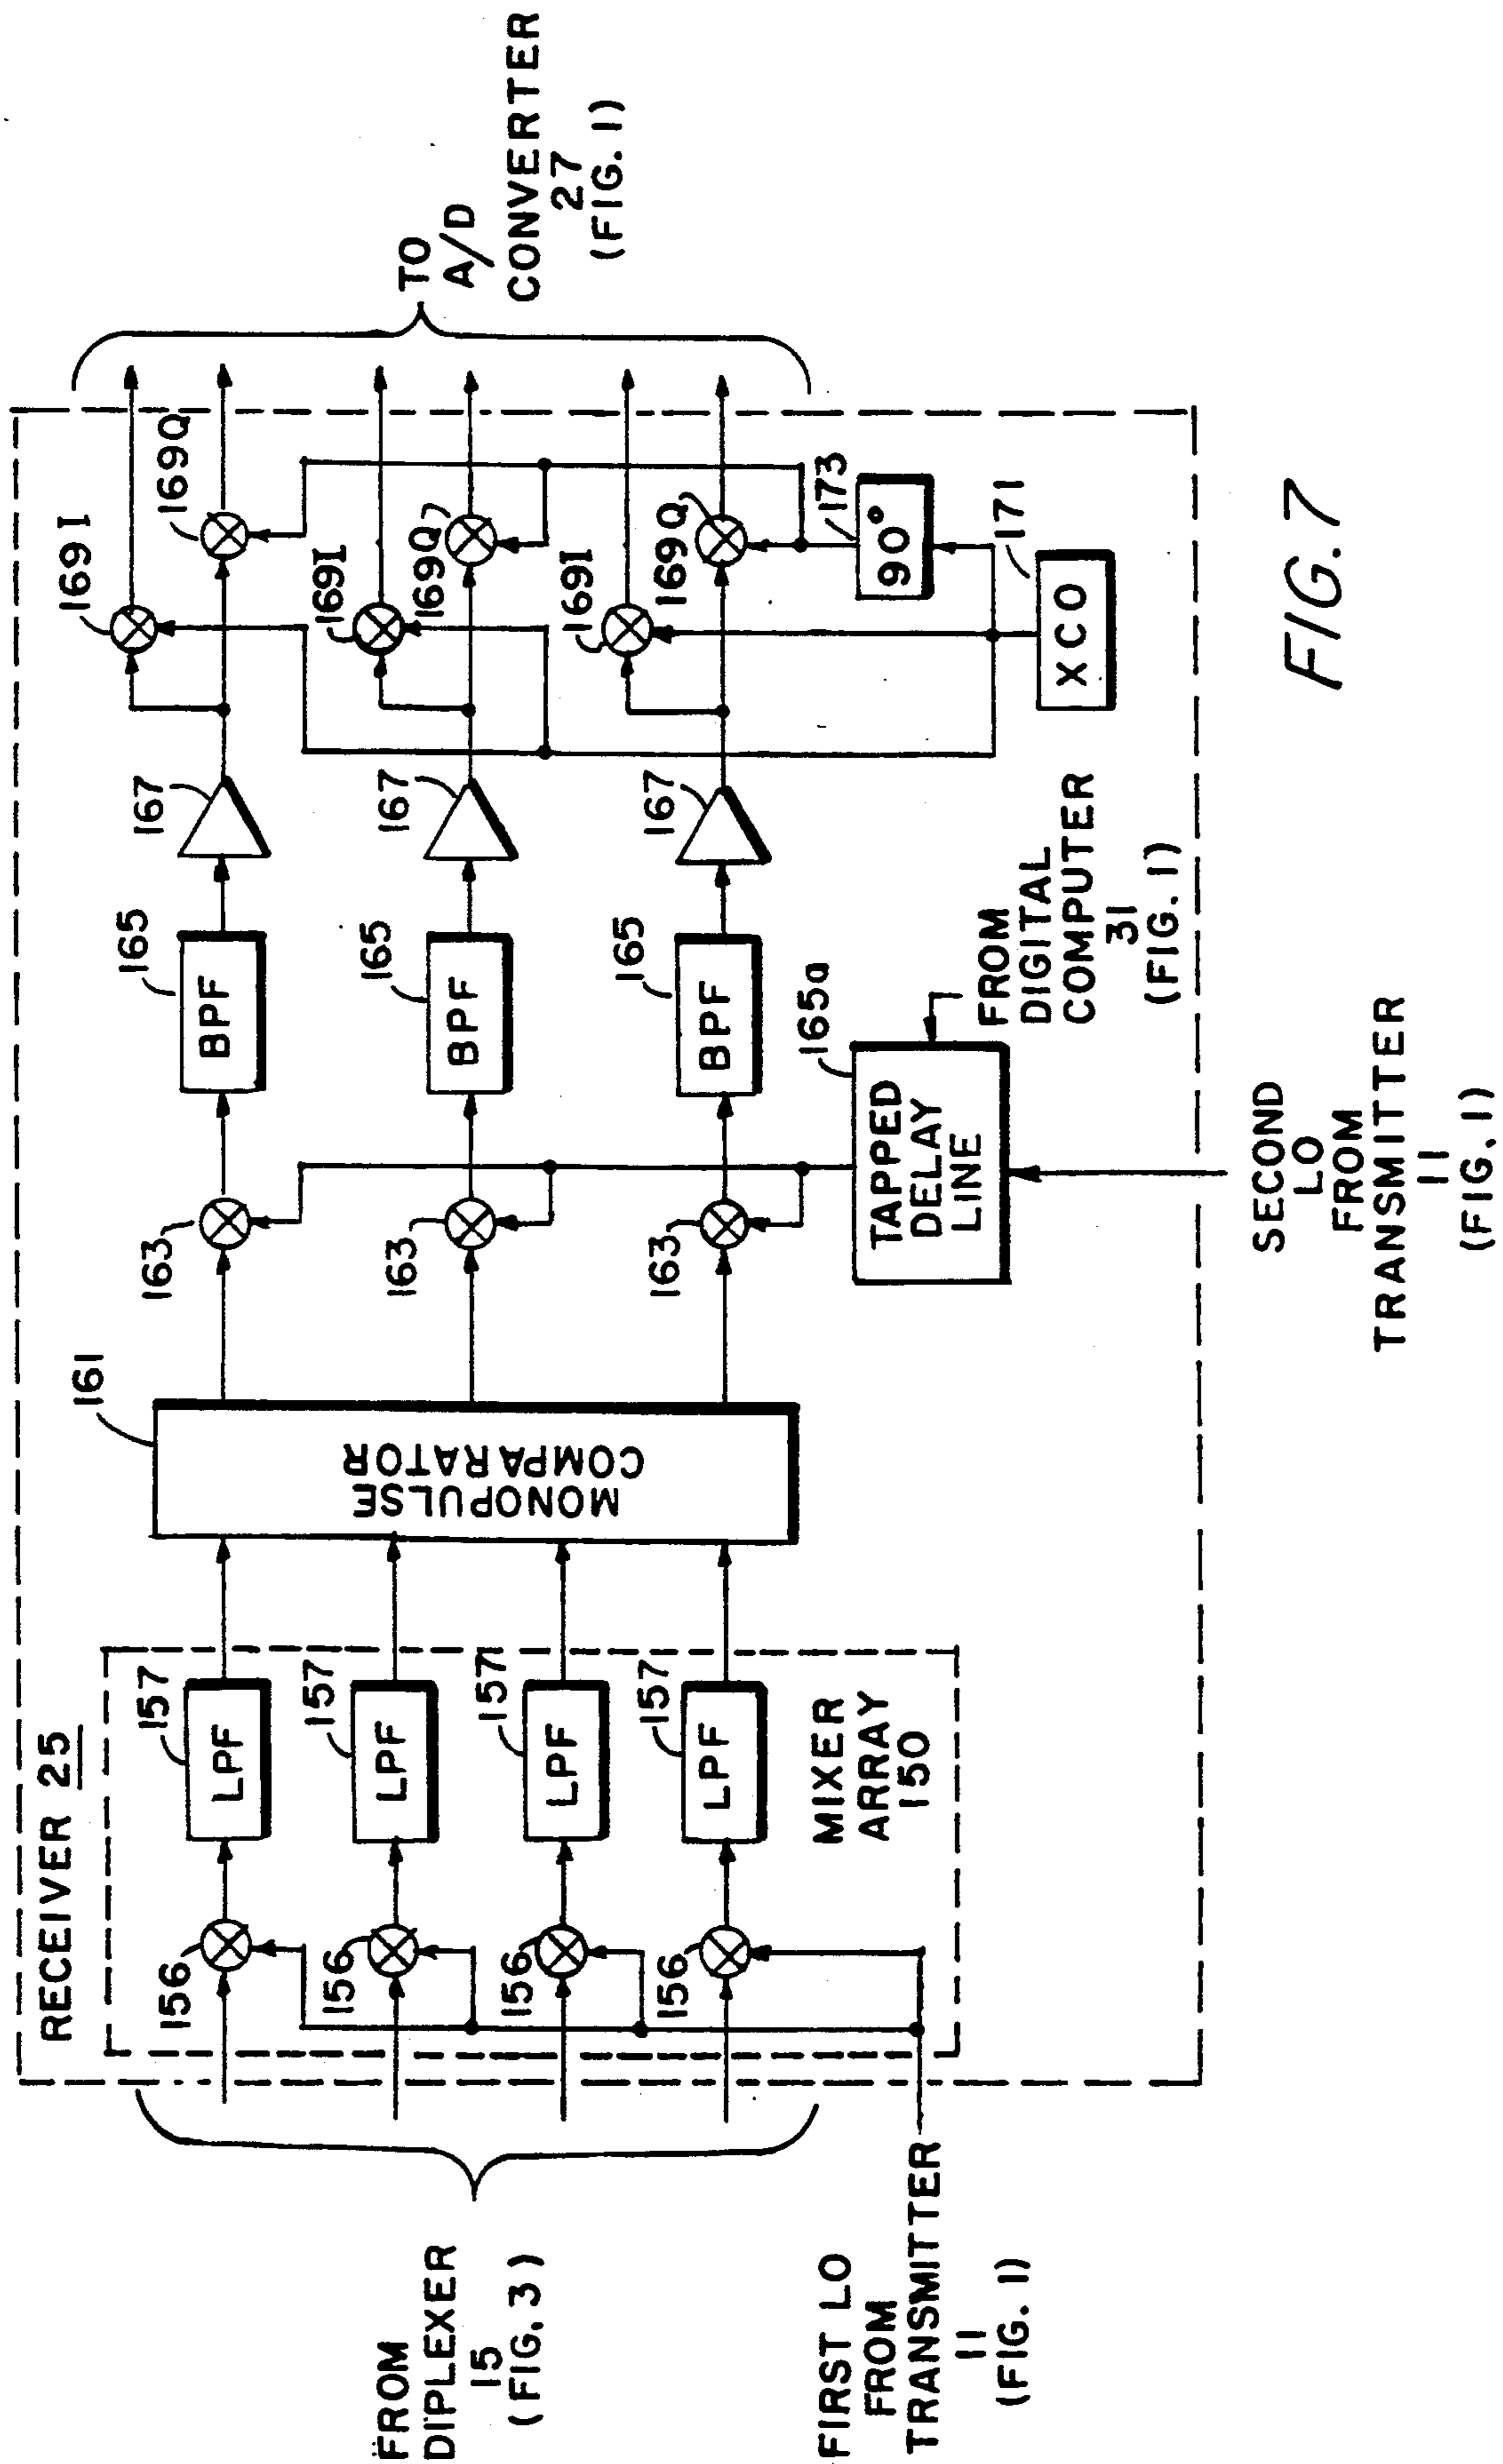 RECEIVER 25
FROM
DIPLEXER
15
(FIG. 3)
FIRST LO
FROM
TRANSMITTER
11
(FIG. 1)
156
156
156
156
157
157
157
157
LPF
LPF
LPF
LPF
MIXER
ARRAY
150
161
MONOPULSE
COMPARATOR
163
163
163
165
165
165
BPF
BPF
BPF
165a
TAPPED
DELAY
LINE
FROM
DIGITAL
COMPUTER
31
(FIG. 1)
SECOND
LO
FROM
TRANSMITTER
11
(FIG. 1)
167
167
167
169I
169Q
169I
169Q
169I
169Q
173
90°
171
XCO
TO
A/D
CONVERTER
27
(FIG. 1)
FIG. 7